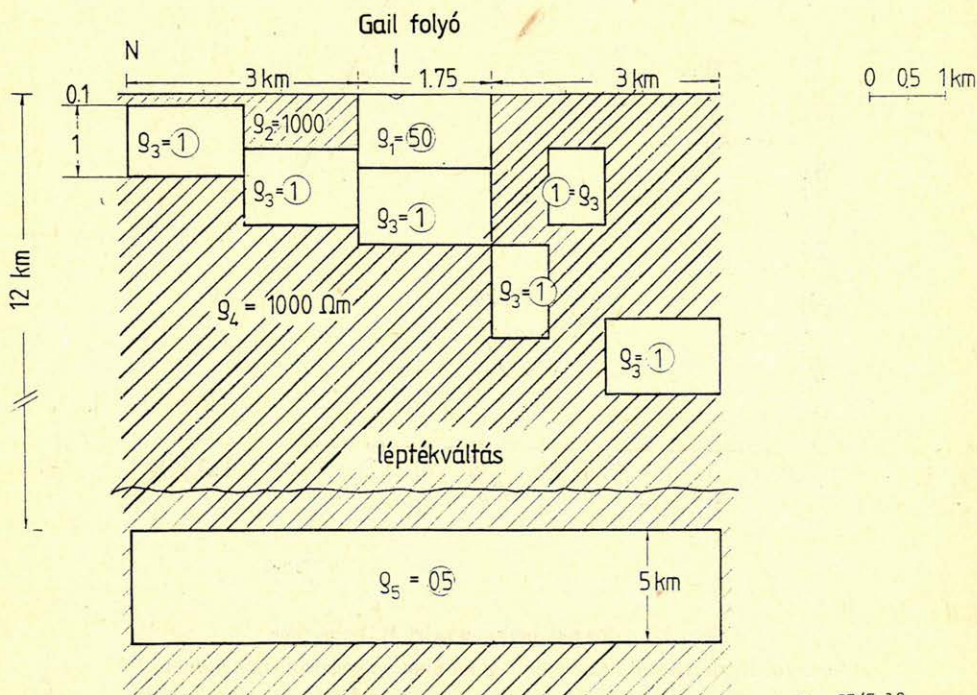 Gail folyó
N
3 km 1.75 3 km
0 0.5 1 km
0.1
1
ρ₂=1000
ρ₁=50
ρ₃=1
ρ₃=1
ρ₃=1
1=ρ₃
ρ₃=1
12 km
ρ₄ = 1000 Ωm
ρ₃=1
léptékváltás
ρ₅ = 0.5
5 km